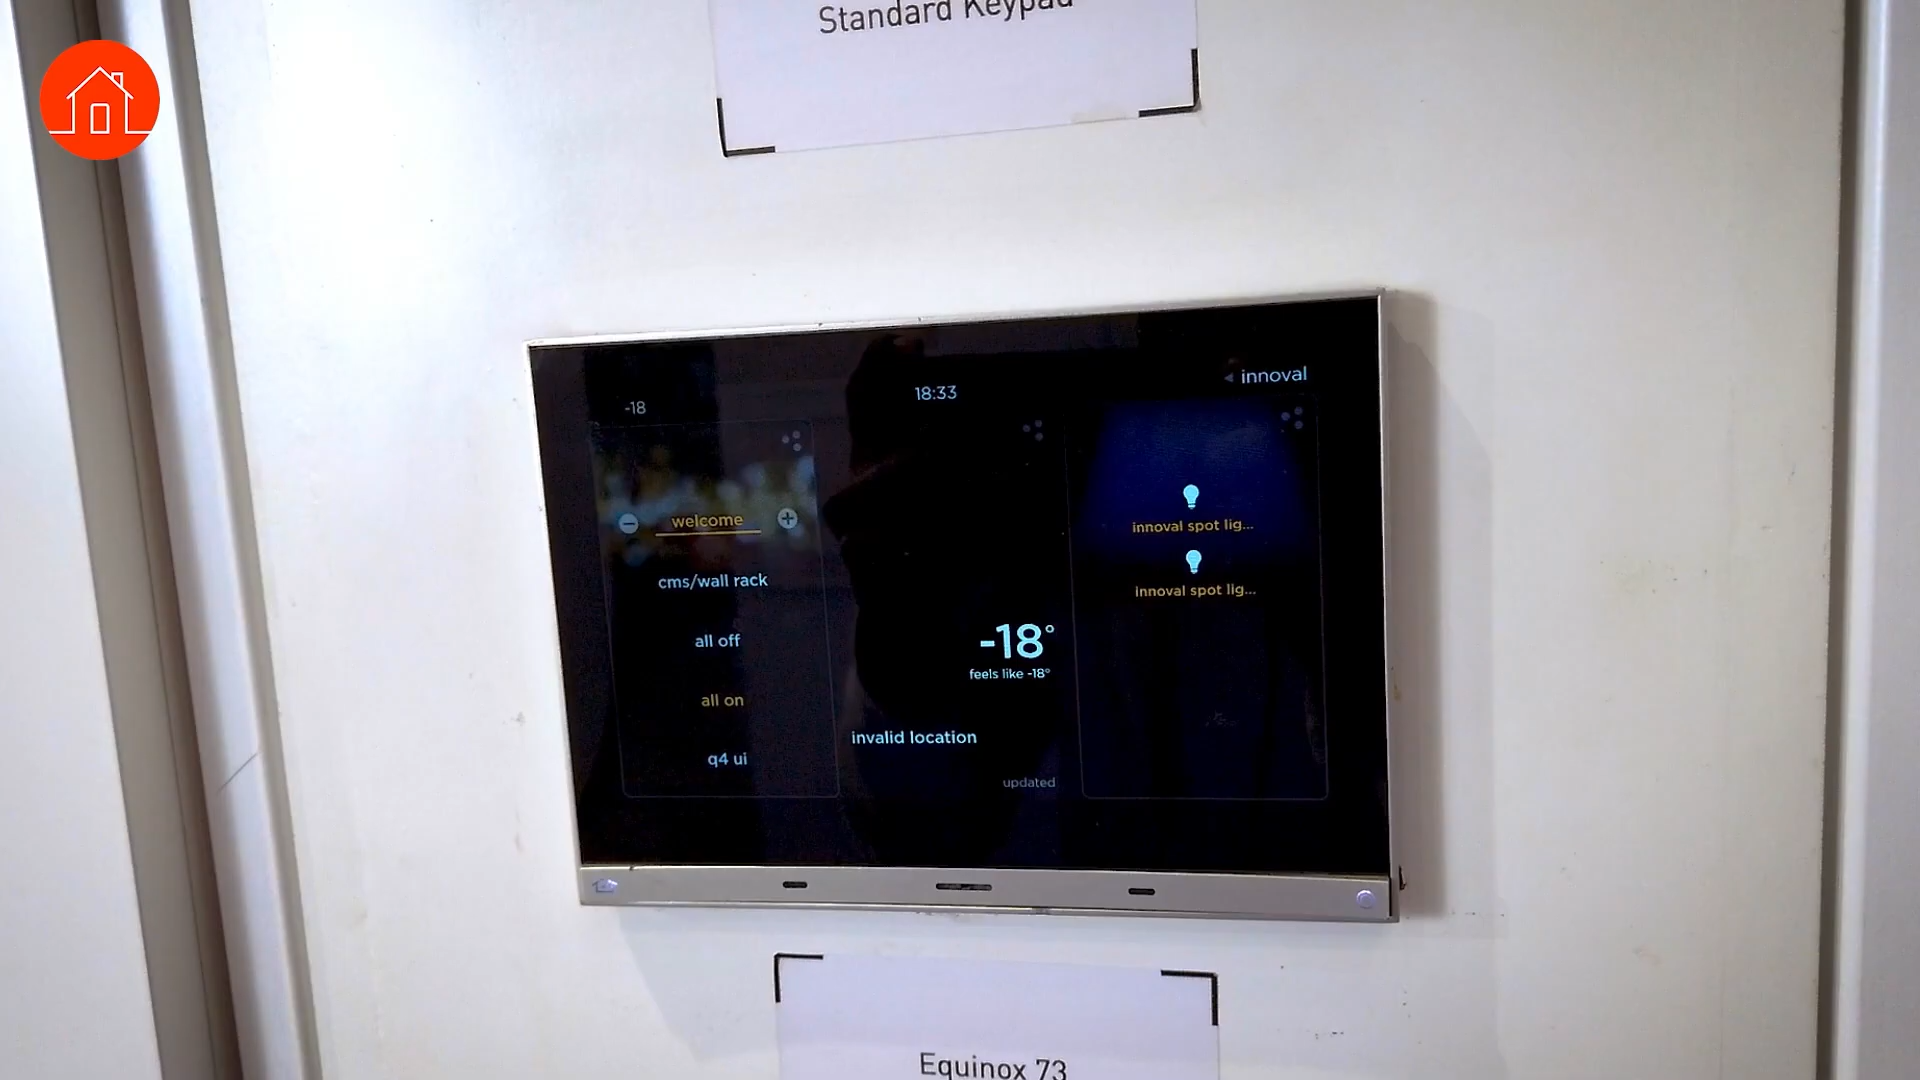 Standard Keypad
innoval
18:33
-18
welcome
cms/wall rack
all off
all on
q4 ui
-18°
feels like -18°
invalid location
updated
innoval spot lig...
innoval spot lig...
Equinox 73